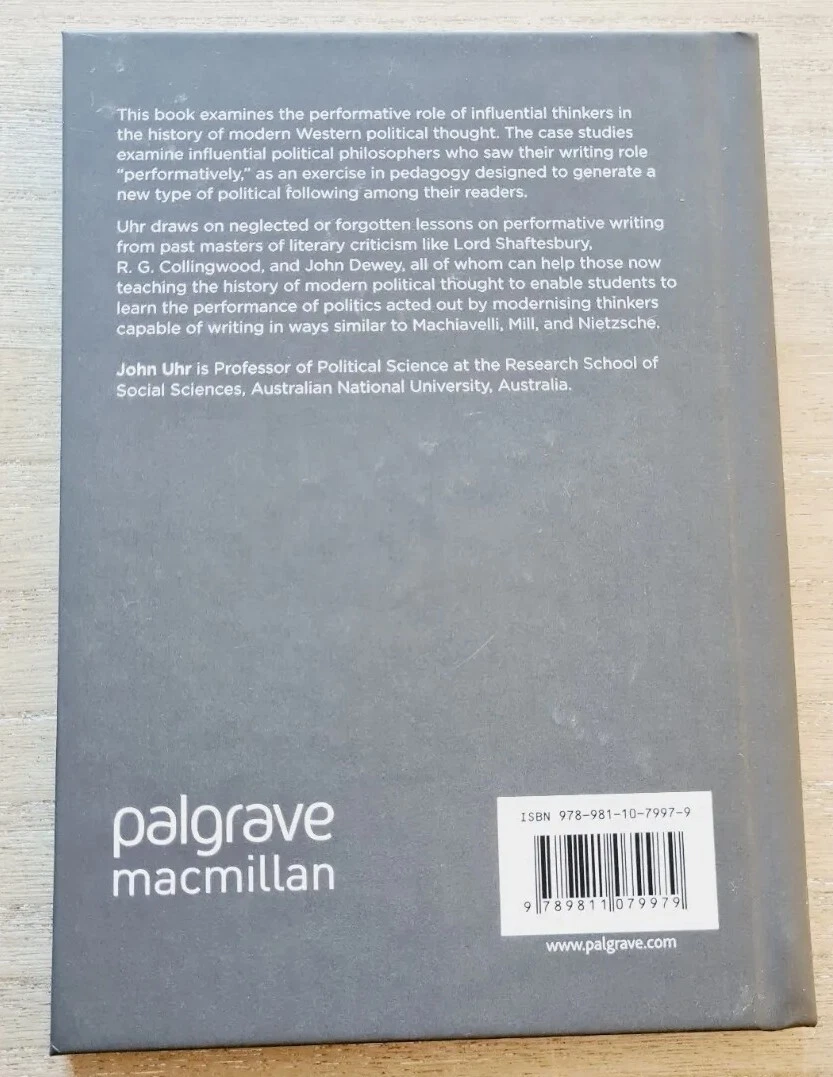 This book examines the performative role of influential thinkers in
the history of modern Western political thought. The case studies
examine influential political philosophers who saw their writing role
“performatively,” as an exercise in pedagogy designed to generate a
new type of political following among their readers.
Uhr draws on neglected or forgotten lessons on performative writing
from past masters of literary criticism like Lord Shaftesbury,
R. G. Collingwood, and John Dewey, all of whom can help those now
teaching the history of modern political thought to enable students to
learn the performance of politics acted out by modernising thinkers
capable of writing in ways similar to Machiavelli, Mill, and Nietzsche.
John Uhr is Professor of Political Science at the Research School of
Social Sciences, Australian National University, Australia.
palgrave
macmillan
ISBN 978-981-10-7997-9
9 789811 079979
www.palgrave.com